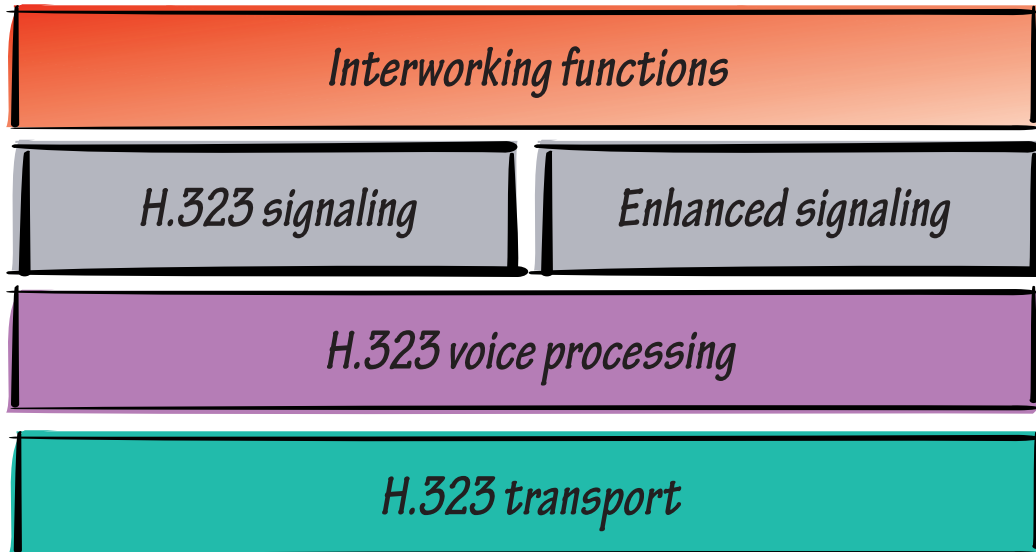 Interworking functions
H.323 signaling
Enhanced signaling
H.323 voice processing
H.323 transport